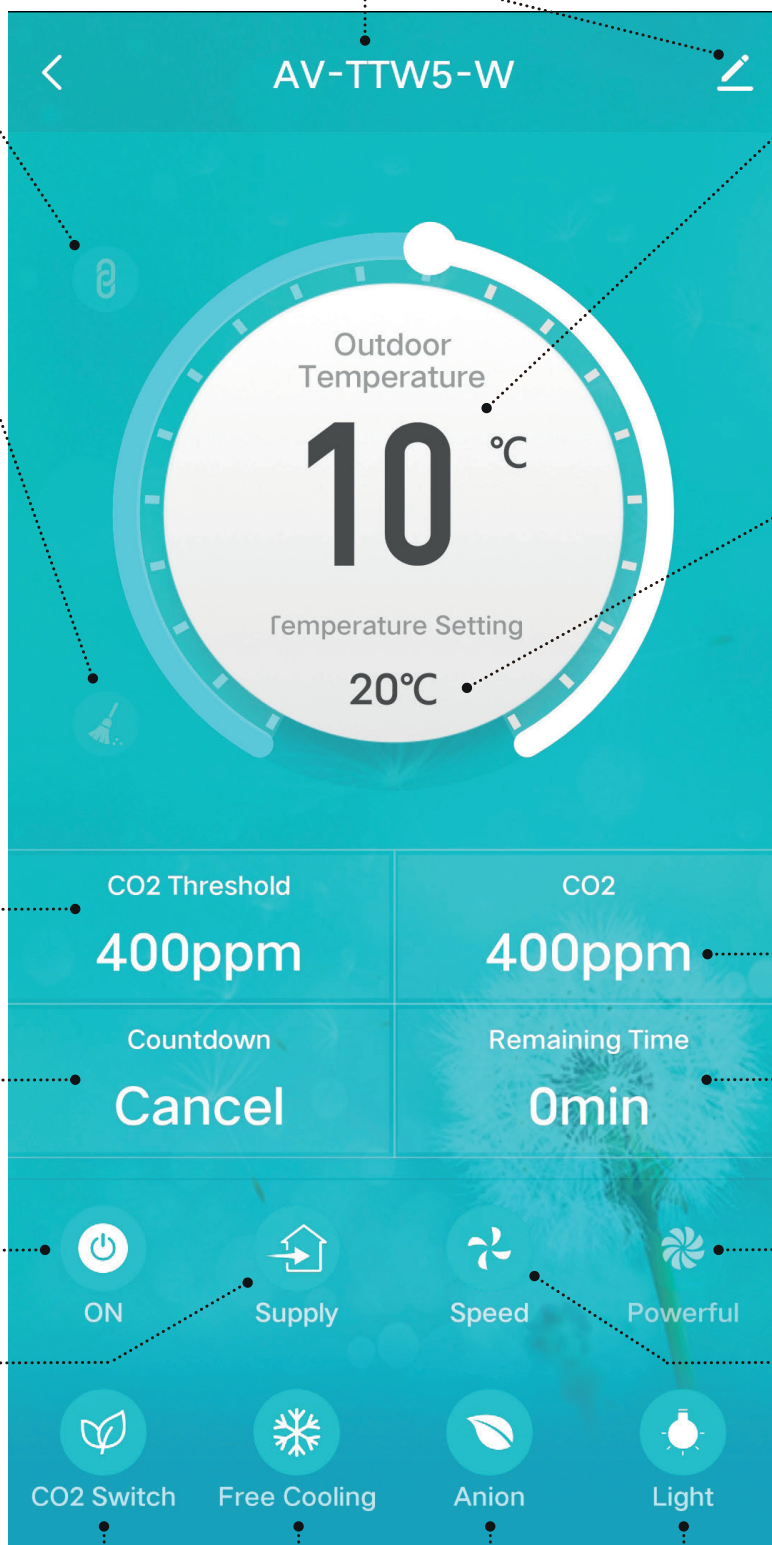 AV-TTW5-W
Outdoor
Temperature
10 °C
Temperature Setting
20°C
CO2 Threshold
CO2
400ppm
400ppm
Countdown
Remaining Time
Cancel
0min
ON
Supply
Speed
Powerful
CO2 Switch
Free Cooling
Anion
Light